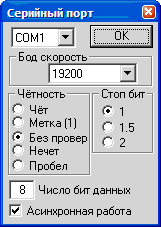 Серийный порт
COM1 OK
Бод скорость
19200
Чётность
Чёт
Метка (1)
Без провер
Нечет
Пробел
Стоп бит
1
1.5
2
8 Число бит данных
Асинхронная работа